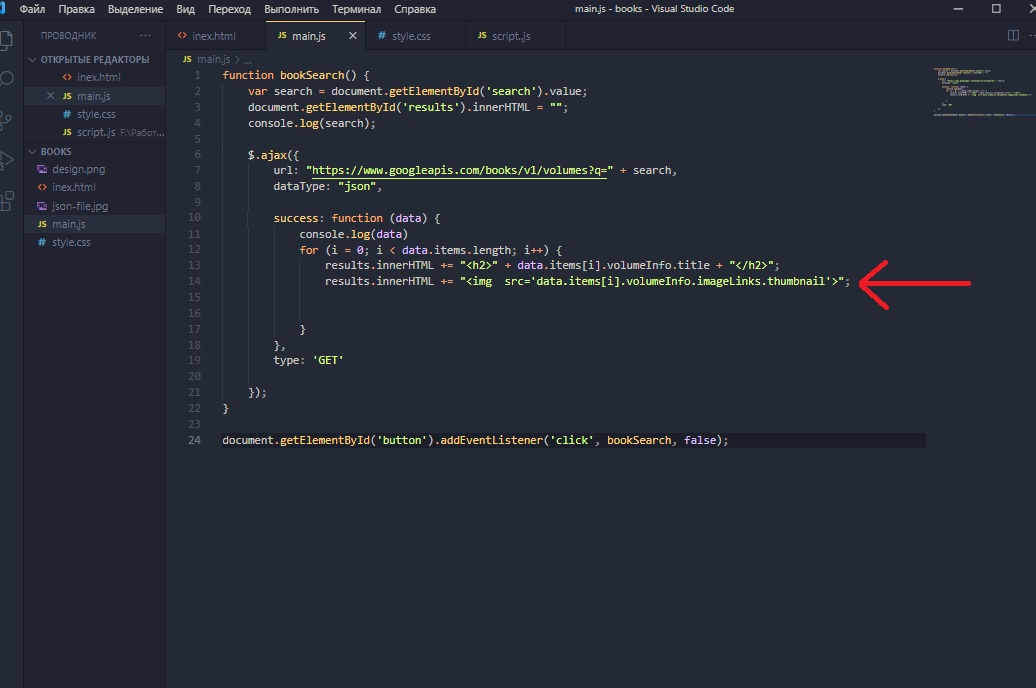 Файл Правка Выделение Вид Переход Выполнить Терминал Справка main.js - books - Visual Studio Code
ПРОВОДНИК ...
inex.html JS main.js × # style.css JS script.js
ОТКРЫТЫЕ РЕДАКТОРЫ
inex.html
× JS main.js
# style.css
JS script.js F:\Работ...
BOOKS
design.png
inex.html
json-file.jpg
JS main.js
# style.css
JS main.js > ...
1 function bookSearch() {
2 var search = document.getElementById('search').value;
3 document.getElementById('results').innerHTML = "";
4 console.log(search);
5
6 $.ajax({
7 url: "https://www.googleapis.com/books/v1/volumes?q=" + search,
8 dataType: "json",
9
10 success: function (data) {
11 console.log(data)
12 for (i = 0; i < data.items.length; i++) {
13 results.innerHTML += "<h2>" + data.items[i].volumeInfo.title + "</h2>";
14 results.innerHTML += "<img  src='data.items[i].volumeInfo.imageLinks.thumbnail'>";
15
16
17 }
18 },
19 type: 'GET'
20
21 });
22 }
23
24 document.getElementById('button').addEventListener('click', bookSearch, false);